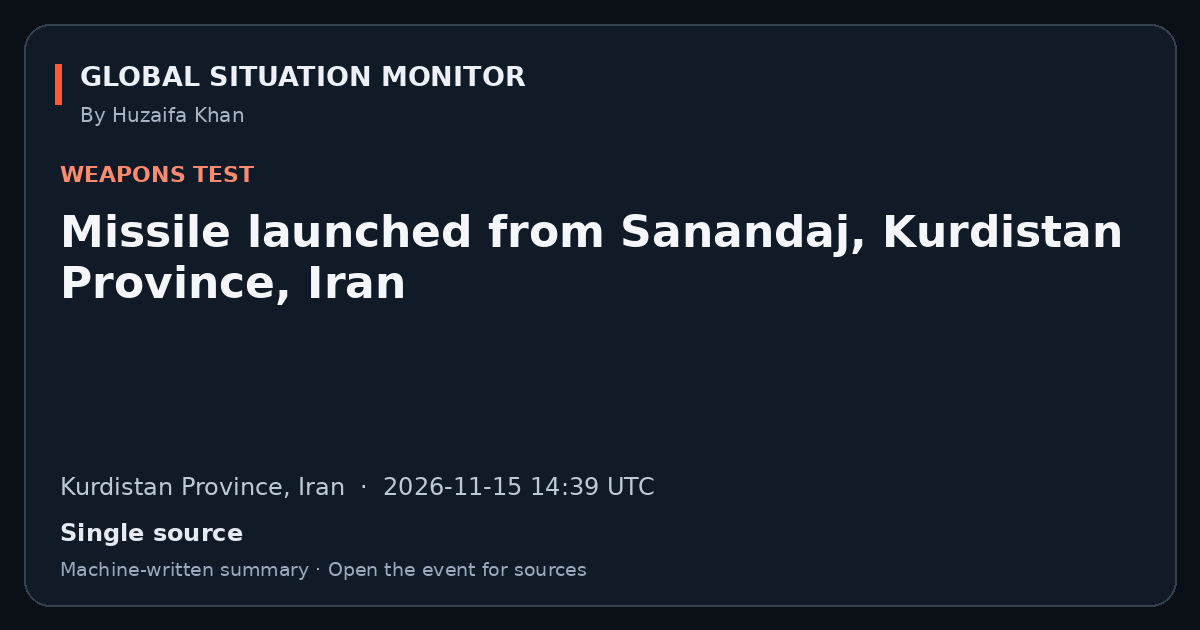 GLOBAL SITUATION MONITOR
By Huzaifa Khan
WEAPONS TEST
Missile launched from Sanandaj, Kurdistan
Province, Iran
Kurdistan Province, Iran · 2026-11-15 14:39 UTC
Single source
Machine-written summary · Open the event for sources